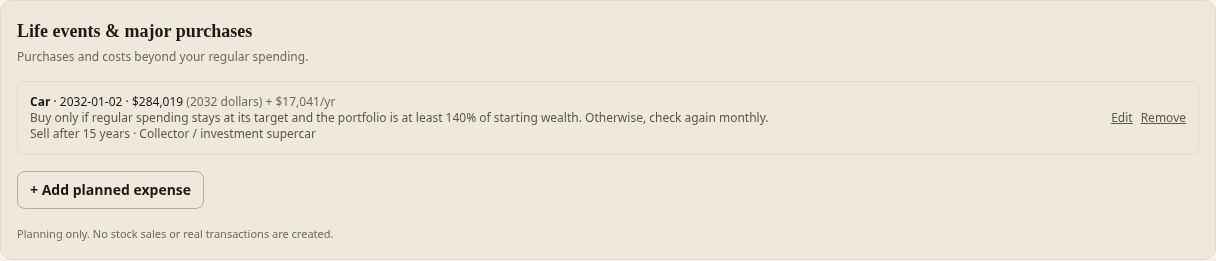 Life events & major purchases
Purchases and costs beyond your regular spending.
Car · 2032-01-02 · $284,019 (2032 dollars) + $17,041/yr
Buy only if regular spending stays at its target and the portfolio is at least 140% of starting wealth. Otherwise, check again monthly.
Edit Remove
Sell after 15 years · Collector / investment supercar
+ Add planned expense
Planning only. No stock sales or real transactions are created.